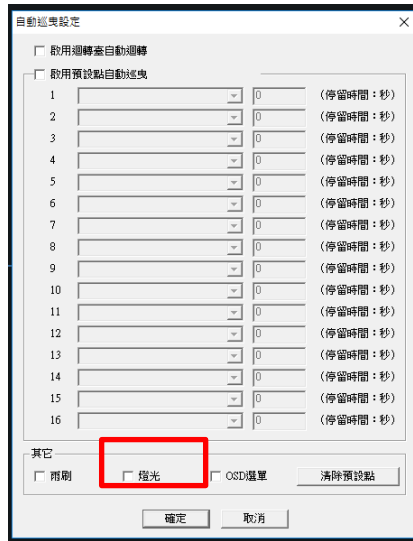 自動巡曳設定
啟用迴轉臺自動迴轉
啟用預設點自動巡曳
1 0 (停留時間：秒)
2 0 (停留時間：秒)
3 0 (停留時間：秒)
4 0 (停留時間：秒)
5 0 (停留時間：秒)
6 0 (停留時間：秒)
7 0 (停留時間：秒)
8 0 (停留時間：秒)
9 0 (停留時間：秒)
10 0 (停留時間：秒)
11 0 (停留時間：秒)
12 0 (停留時間：秒)
13 0 (停留時間：秒)
14 0 (停留時間：秒)
15 0 (停留時間：秒)
16 0 (停留時間：秒)
其它
雨刷 燈光 OSD選單 清除預設點
確定 取消